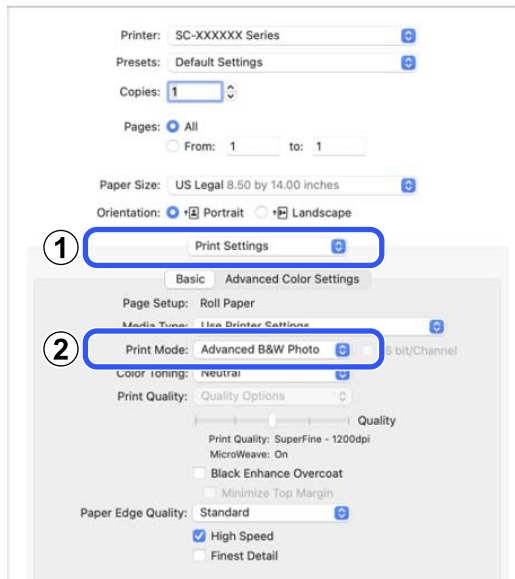 Printer: SC-XXXXXX Series
Presets: Default Settings
Copies: 1
Pages: All
From: 1 to: 1
Paper Size: US Legal 8.50 by 14.00 inches
Orientation: Portrait Landscape
1 Print Settings
Basic Advanced Color Settings
Page Setup: Roll Paper
Media Type: Use Printer Settings
2 Print Mode: Advanced B&W Photo 6 bit/Channel
Color Toning: Neutral
Print Quality: Quality Options
Quality
Print Quality: SuperFine - 1200dpi
MicroWeave: On
Black Enhance Overcoat
Minimize Top Margin
Paper Edge Quality: Standard
High Speed
Finest Detail